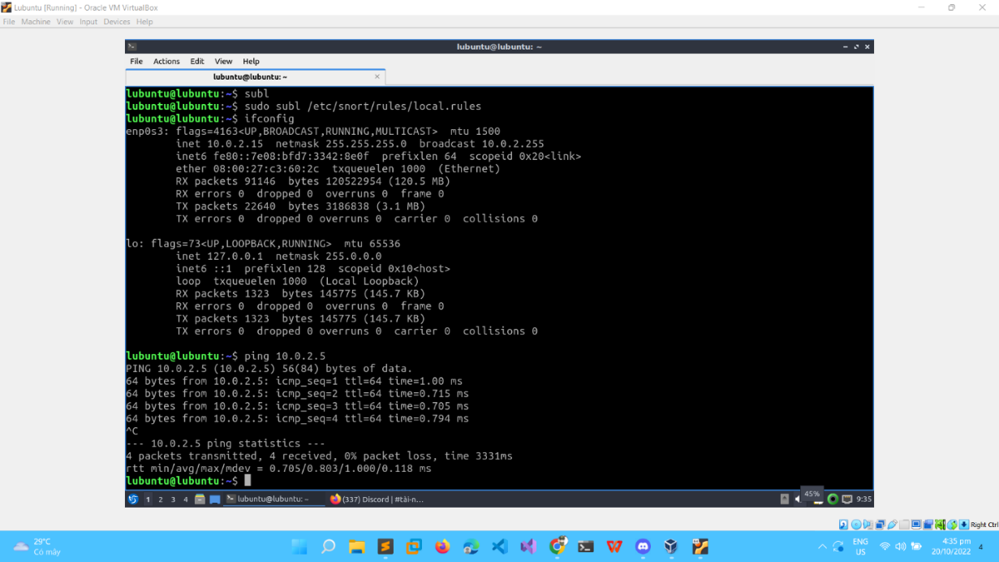 Lubuntu [Running] - Oracle VM VirtualBox
File Machine View Input Devices Help
lubuntu@lubuntu: ~
File Actions Edit View Help
lubuntu@lubuntu: ~
lubuntu@lubuntu:~$ subl
lubuntu@lubuntu:~$ sudo subl /etc/snort/rules/local.rules
lubuntu@lubuntu:~$ ifconfig
enp0s3: flags=4163<UP,BROADCAST,RUNNING,MULTICAST> mtu 1500
inet 10.0.2.15 netmask 255.255.255.0 broadcast 10.0.2.255
inet6 fe80::7e08:bfd7:3342:8e0f prefixlen 64 scopeid 0x20<link>
ether 08:00:27:c3:60:2c txqueuelen 1000 (Ethernet)
RX packets 91146 bytes 120522954 (120.5 MB)
RX errors 0 dropped 0 overruns 0 frame 0
TX packets 22640 bytes 3186838 (3.1 MB)
TX errors 0 dropped 0 overruns 0 carrier 0 collisions 0
lo: flags=73<UP,LOOPBACK,RUNNING> mtu 65536
inet 127.0.0.1 netmask 255.0.0.0
inet6 ::1 prefixlen 128 scopeid 0x10<host>
loop txqueuelen 1000 (Local Loopback)
RX packets 1323 bytes 145775 (145.7 KB)
RX errors 0 dropped 0 overruns 0 frame 0
TX packets 1323 bytes 145775 (145.7 KB)
TX errors 0 dropped 0 overruns 0 carrier 0 collisions 0
lubuntu@lubuntu:~$ ping 10.0.2.5
PING 10.0.2.5 (10.0.2.5) 56(84) bytes of data.
64 bytes from 10.0.2.5: icmp_seq=1 ttl=64 time=1.00 ms
64 bytes from 10.0.2.5: icmp_seq=2 ttl=64 time=0.715 ms
64 bytes from 10.0.2.5: icmp_seq=3 ttl=64 time=0.705 ms
64 bytes from 10.0.2.5: icmp_seq=4 ttl=64 time=0.794 ms
^C
--- 10.0.2.5 ping statistics ---
4 packets transmitted, 4 received, 0% packet loss, time 3331ms
rtt min/avg/max/mdev = 0.705/0.803/1.000/0.118 ms
lubuntu@lubuntu:~$
1 2 3 4 lubuntu@lubuntu: ~ (337) Discord | #tài-n... 45% 9:35
Right Ctrl
29°C
Có mây
ENG
US
4:35 pm
20/10/2022
4